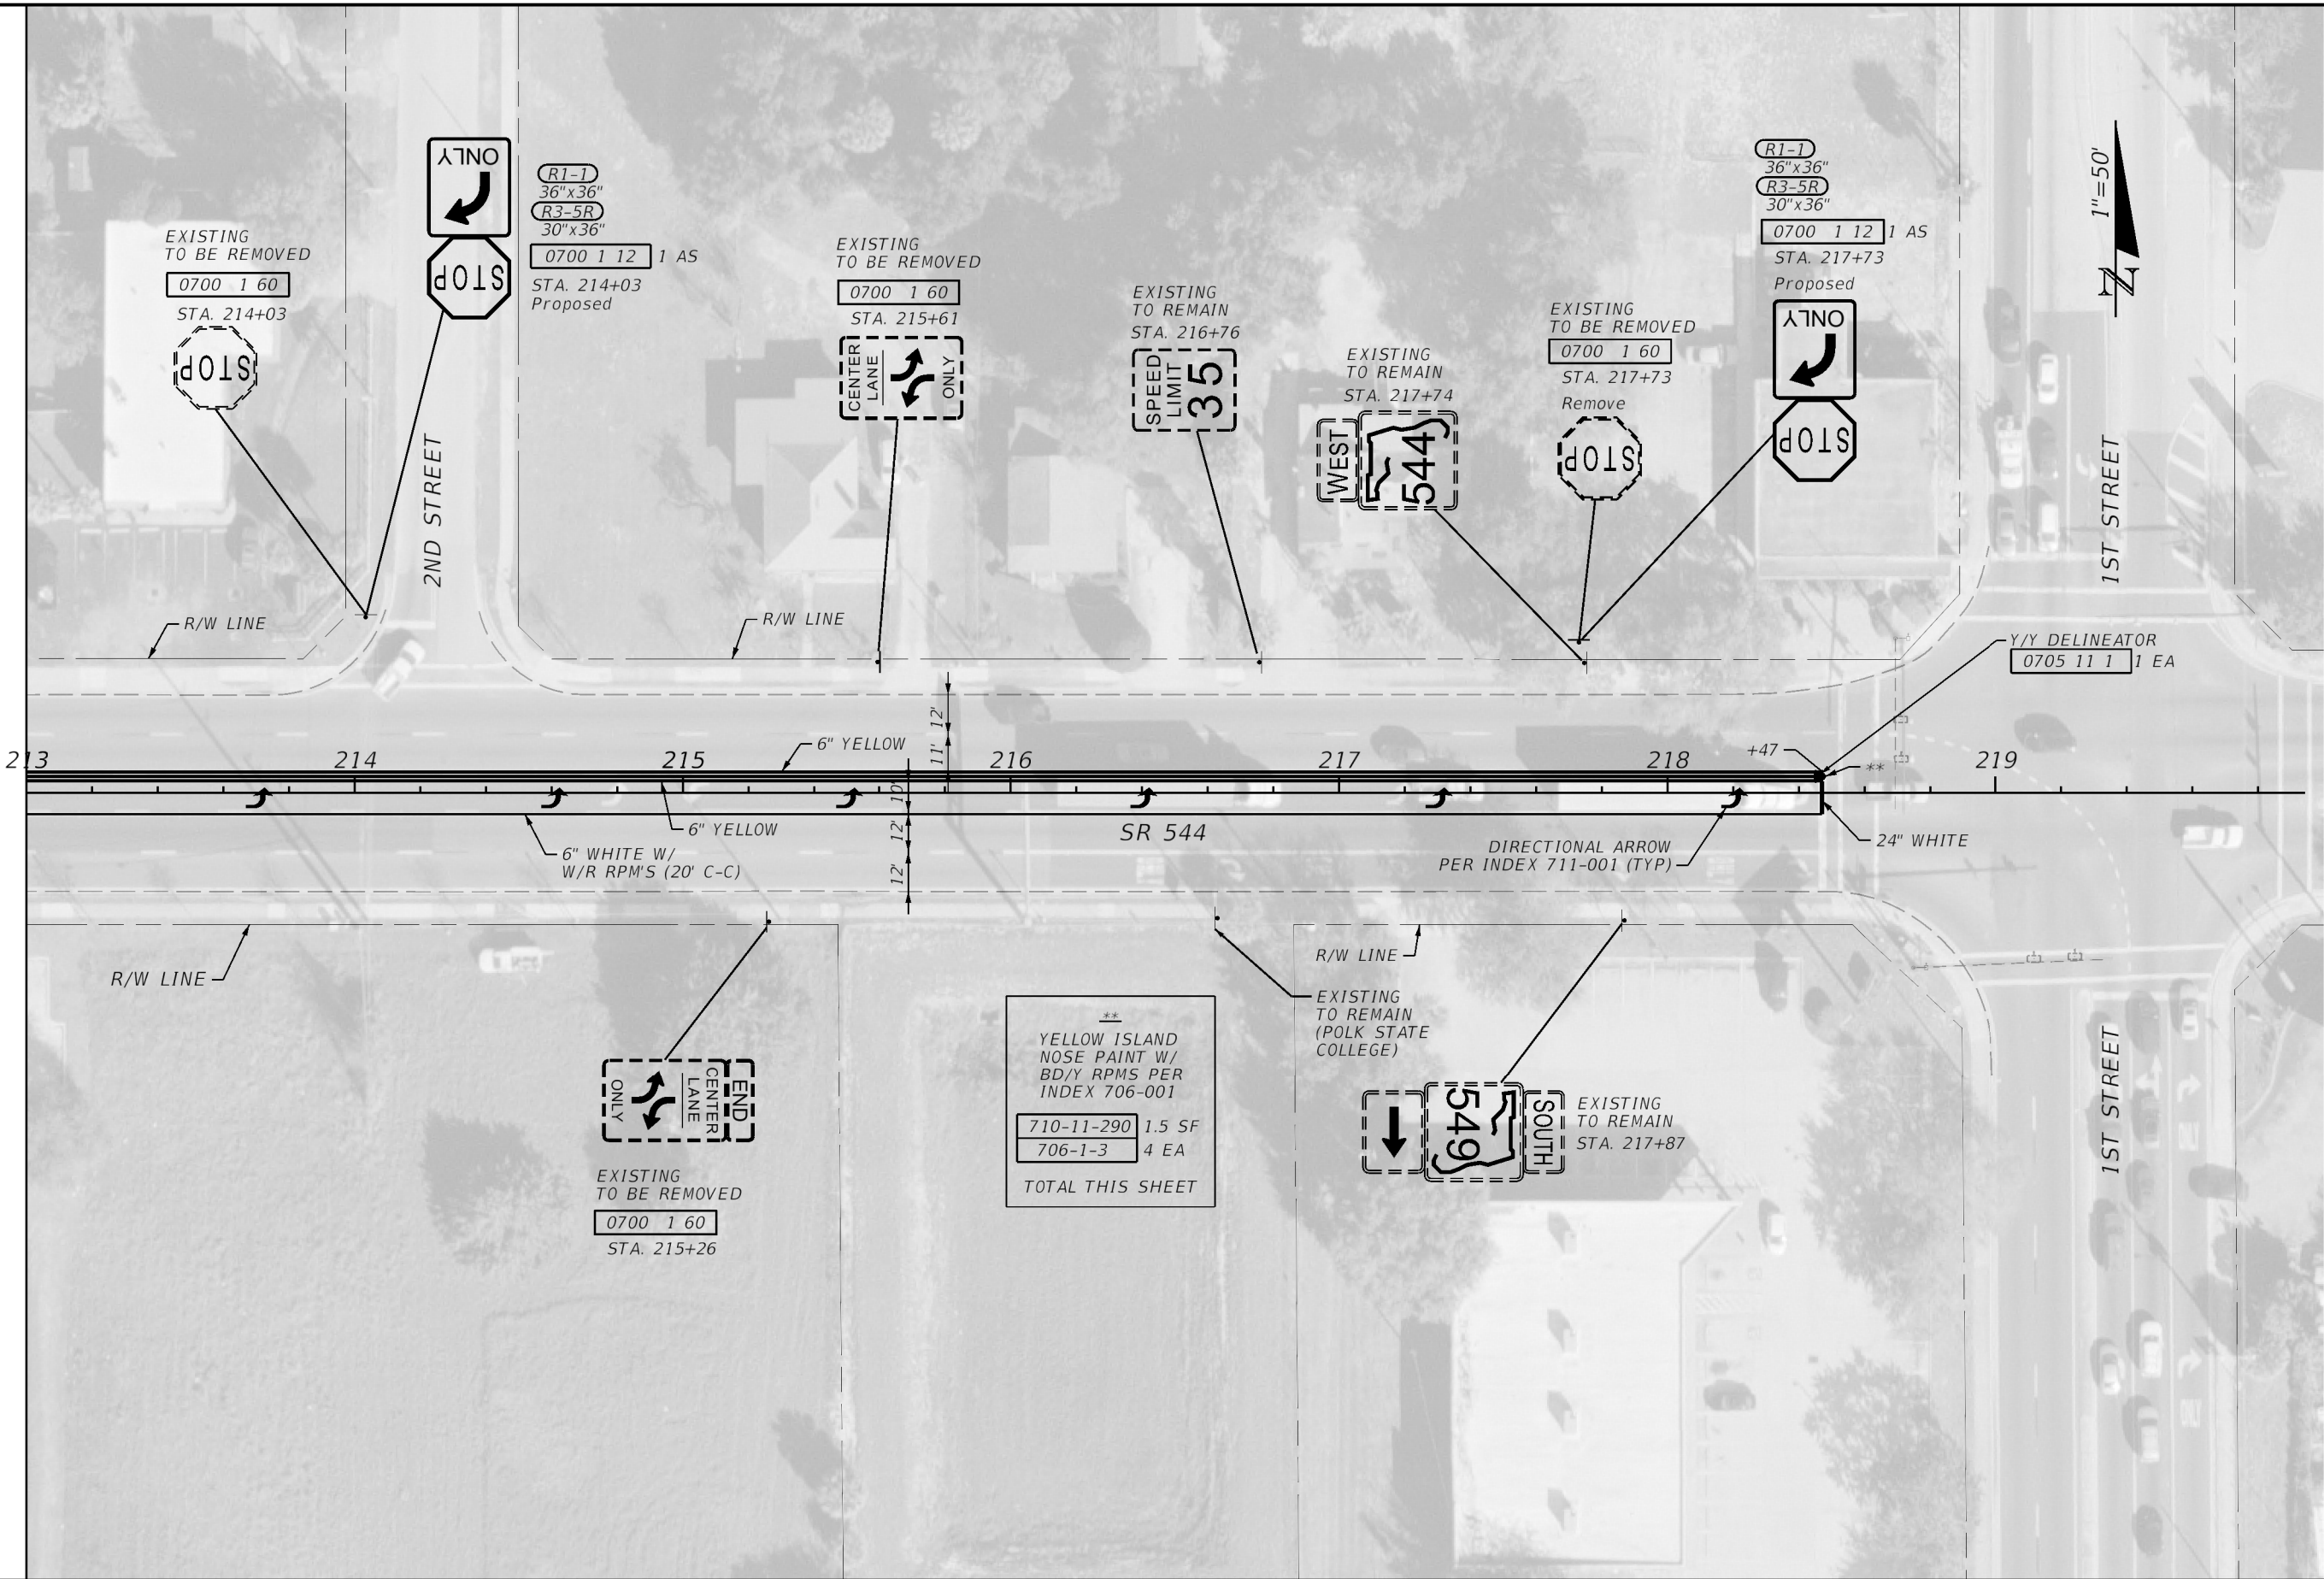 ONLY
STOP
R1-1
36"x36"
R3-5R
30"x36"
0700 1 12 1 AS
STA. 214+03
Proposed
EXISTING
TO BE REMOVED
0700 1 60
STA. 214+03
STOP
2ND STREET
EXISTING
TO BE REMOVED
0700 1 60
STA. 215+61
CENTER
LANE
ONLY
EXISTING
TO REMAIN
STA. 216+76
SPEED
LIMIT
35
EXISTING
TO REMAIN
STA. 217+74
WEST
544
EXISTING
TO BE REMOVED
0700 1 60
STA. 217+73
Remove
STOP
R1-1
36"x36"
R3-5R
30"x36"
0700 1 12 1 AS
STA. 217+73
Proposed
ONLY
STOP
1"=50'
N
1ST STREET
R/W LINE
R/W LINE
Y/Y DELINEATOR
0705 11 1 1 EA
12'
11'
6" YELLOW
+47
**
213
214
215
216
217
218
219
10'
12'
12'
6" YELLOW
6" WHITE W/
W/R RPM'S (20' C-C)
SR 544
DIRECTIONAL ARROW
PER INDEX 711-001 (TYP)
24" WHITE
R/W LINE
R/W LINE
EXISTING
TO REMAIN
(POLK STATE
COLLEGE)
END
CENTER
LANE
ONLY
EXISTING
TO BE REMOVED
0700 1 60
STA. 215+26
**
YELLOW ISLAND
NOSE PAINT W/
BD/Y RPMS PER
INDEX 706-001
710-11-290 1.5 SF
706-1-3 4 EA
TOTAL THIS SHEET
SOUTH
549
EXISTING
TO REMAIN
STA. 217+87
1ST STREET